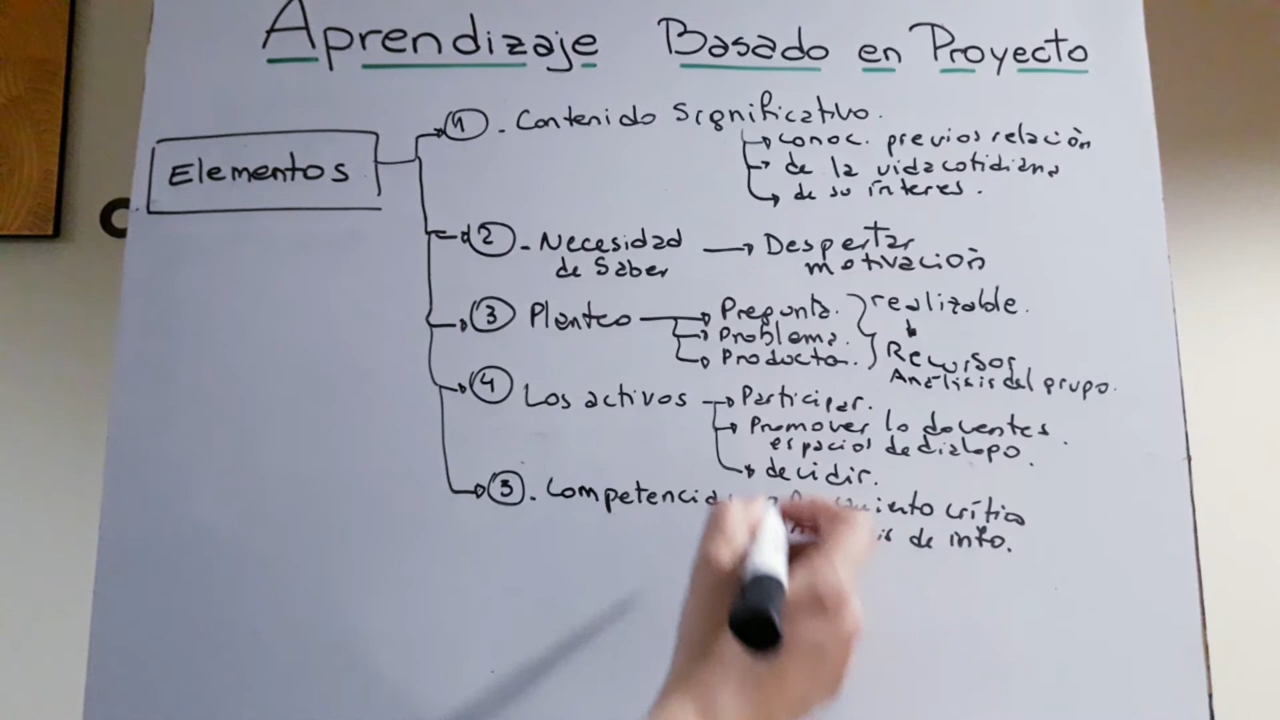 Aprendizaje Basado en Proyecto
Elementos
1. Contenido Significativo.
conoc. previos relación
de la vida cotidiana
de su interes.
2. Necesidad de Saber
Despertar motivación
3 Planteo
Pregunta.
Problema.
Producto.
realizable.
Recursos
Análisis del grupo.
4 Los activos
Participar.
Promover lo docentes
espacios de dialogo.
decidir.
5. Competencia
crítico
de info.